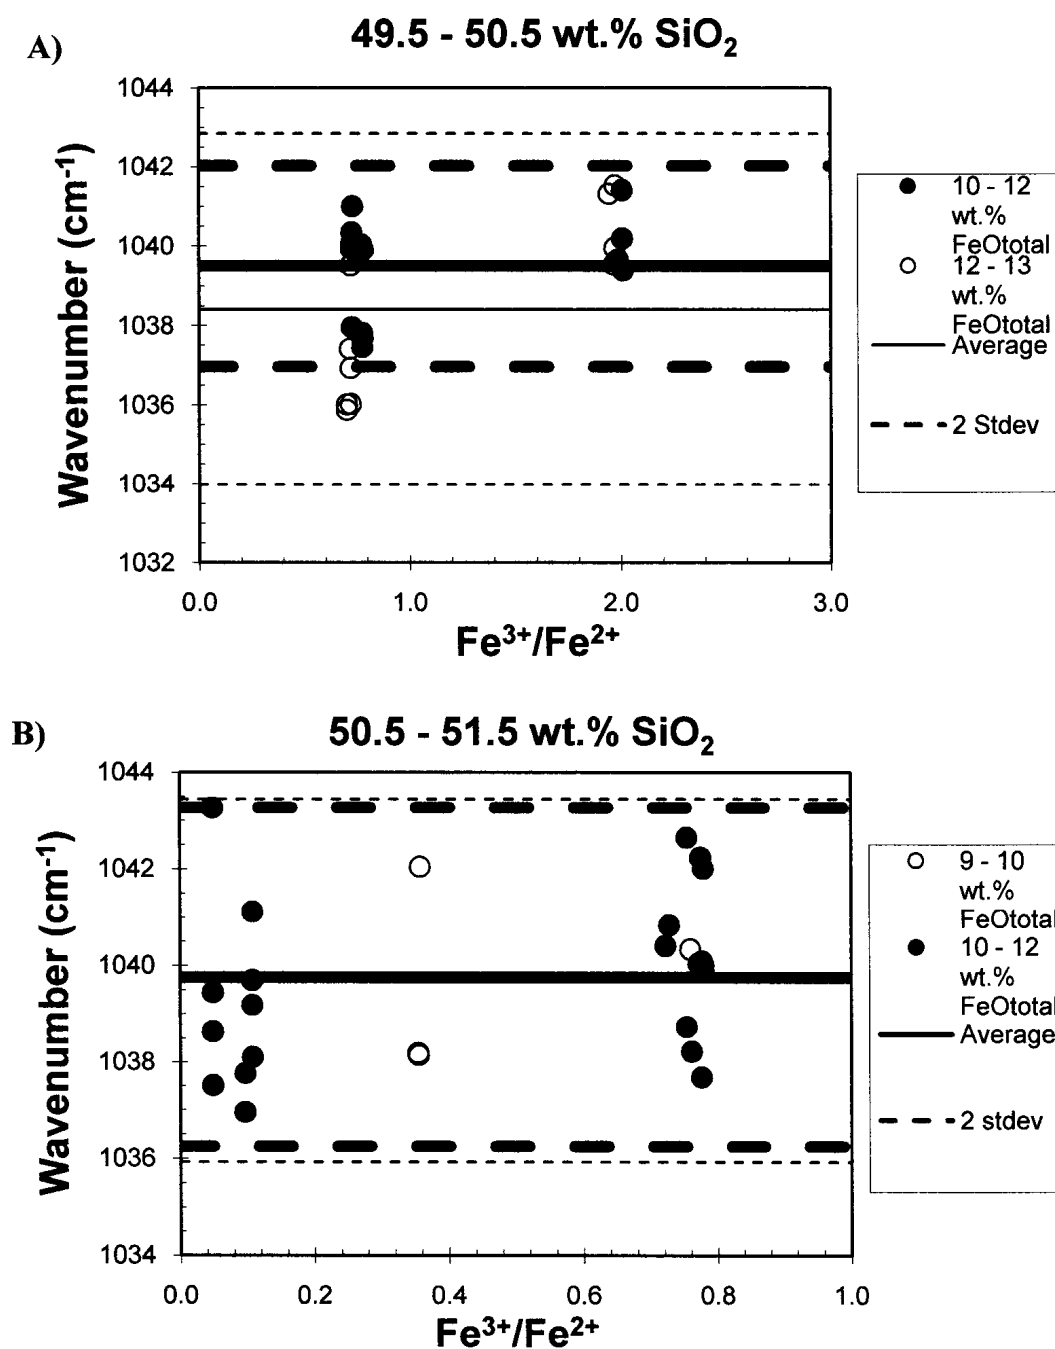 A)
49.5 - 50.5 wt.% SiO₂
Wavenumber (cm⁻¹)
1044
1042
1040
1038
1036
1034
1032
0.0 1.0 2.0 3.0
Fe³⁺/Fe²⁺
10 - 12
wt.%
FeOtotal
12 - 13
wt.%
FeOtotal
Average
2 Stdev
B)
50.5 - 51.5 wt.% SiO₂
Wavenumber (cm⁻¹)
1044
1042
1040
1038
1036
1034
0.0 0.2 0.4 0.6 0.8 1.0
Fe³⁺/Fe²⁺
9 - 10
wt.%
FeOtotal
10 - 12
wt.%
FeOtotal
Average
2 stdev